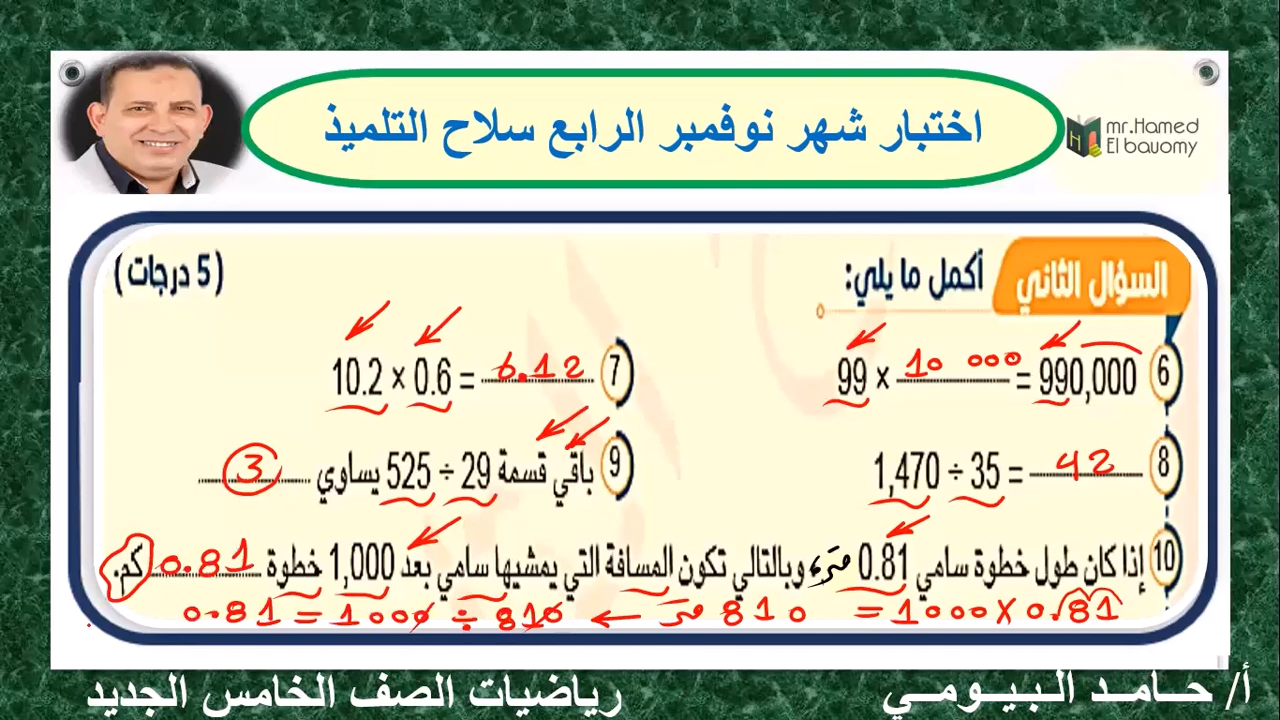 اختبار شهر نوفمبر الرابع سلاح التلميذ
mr.Hamed
El bauomy
السؤال الثاني أكمل ما يلي: (5 درجات)
6 99 × 10 000 = 990,000
7 10.2 × 0.6 = 6.12
8 1,470 ÷ 35 = 42
9 باقي قسمة 29 ÷ 525 يساوي 3
10 إذا كان طول خطوة سامي 0.81 متراً وبالتالي تكون المسافة التي يمشيها سامي بعد 1,000 خطوة 0.81 كم.
0.81 = 1000 ÷ 810 ← متر 810 = 1000 × 0.81
أ/ حـامـد الـبـيـومـي
رياضيات الصف الخامس الجديد